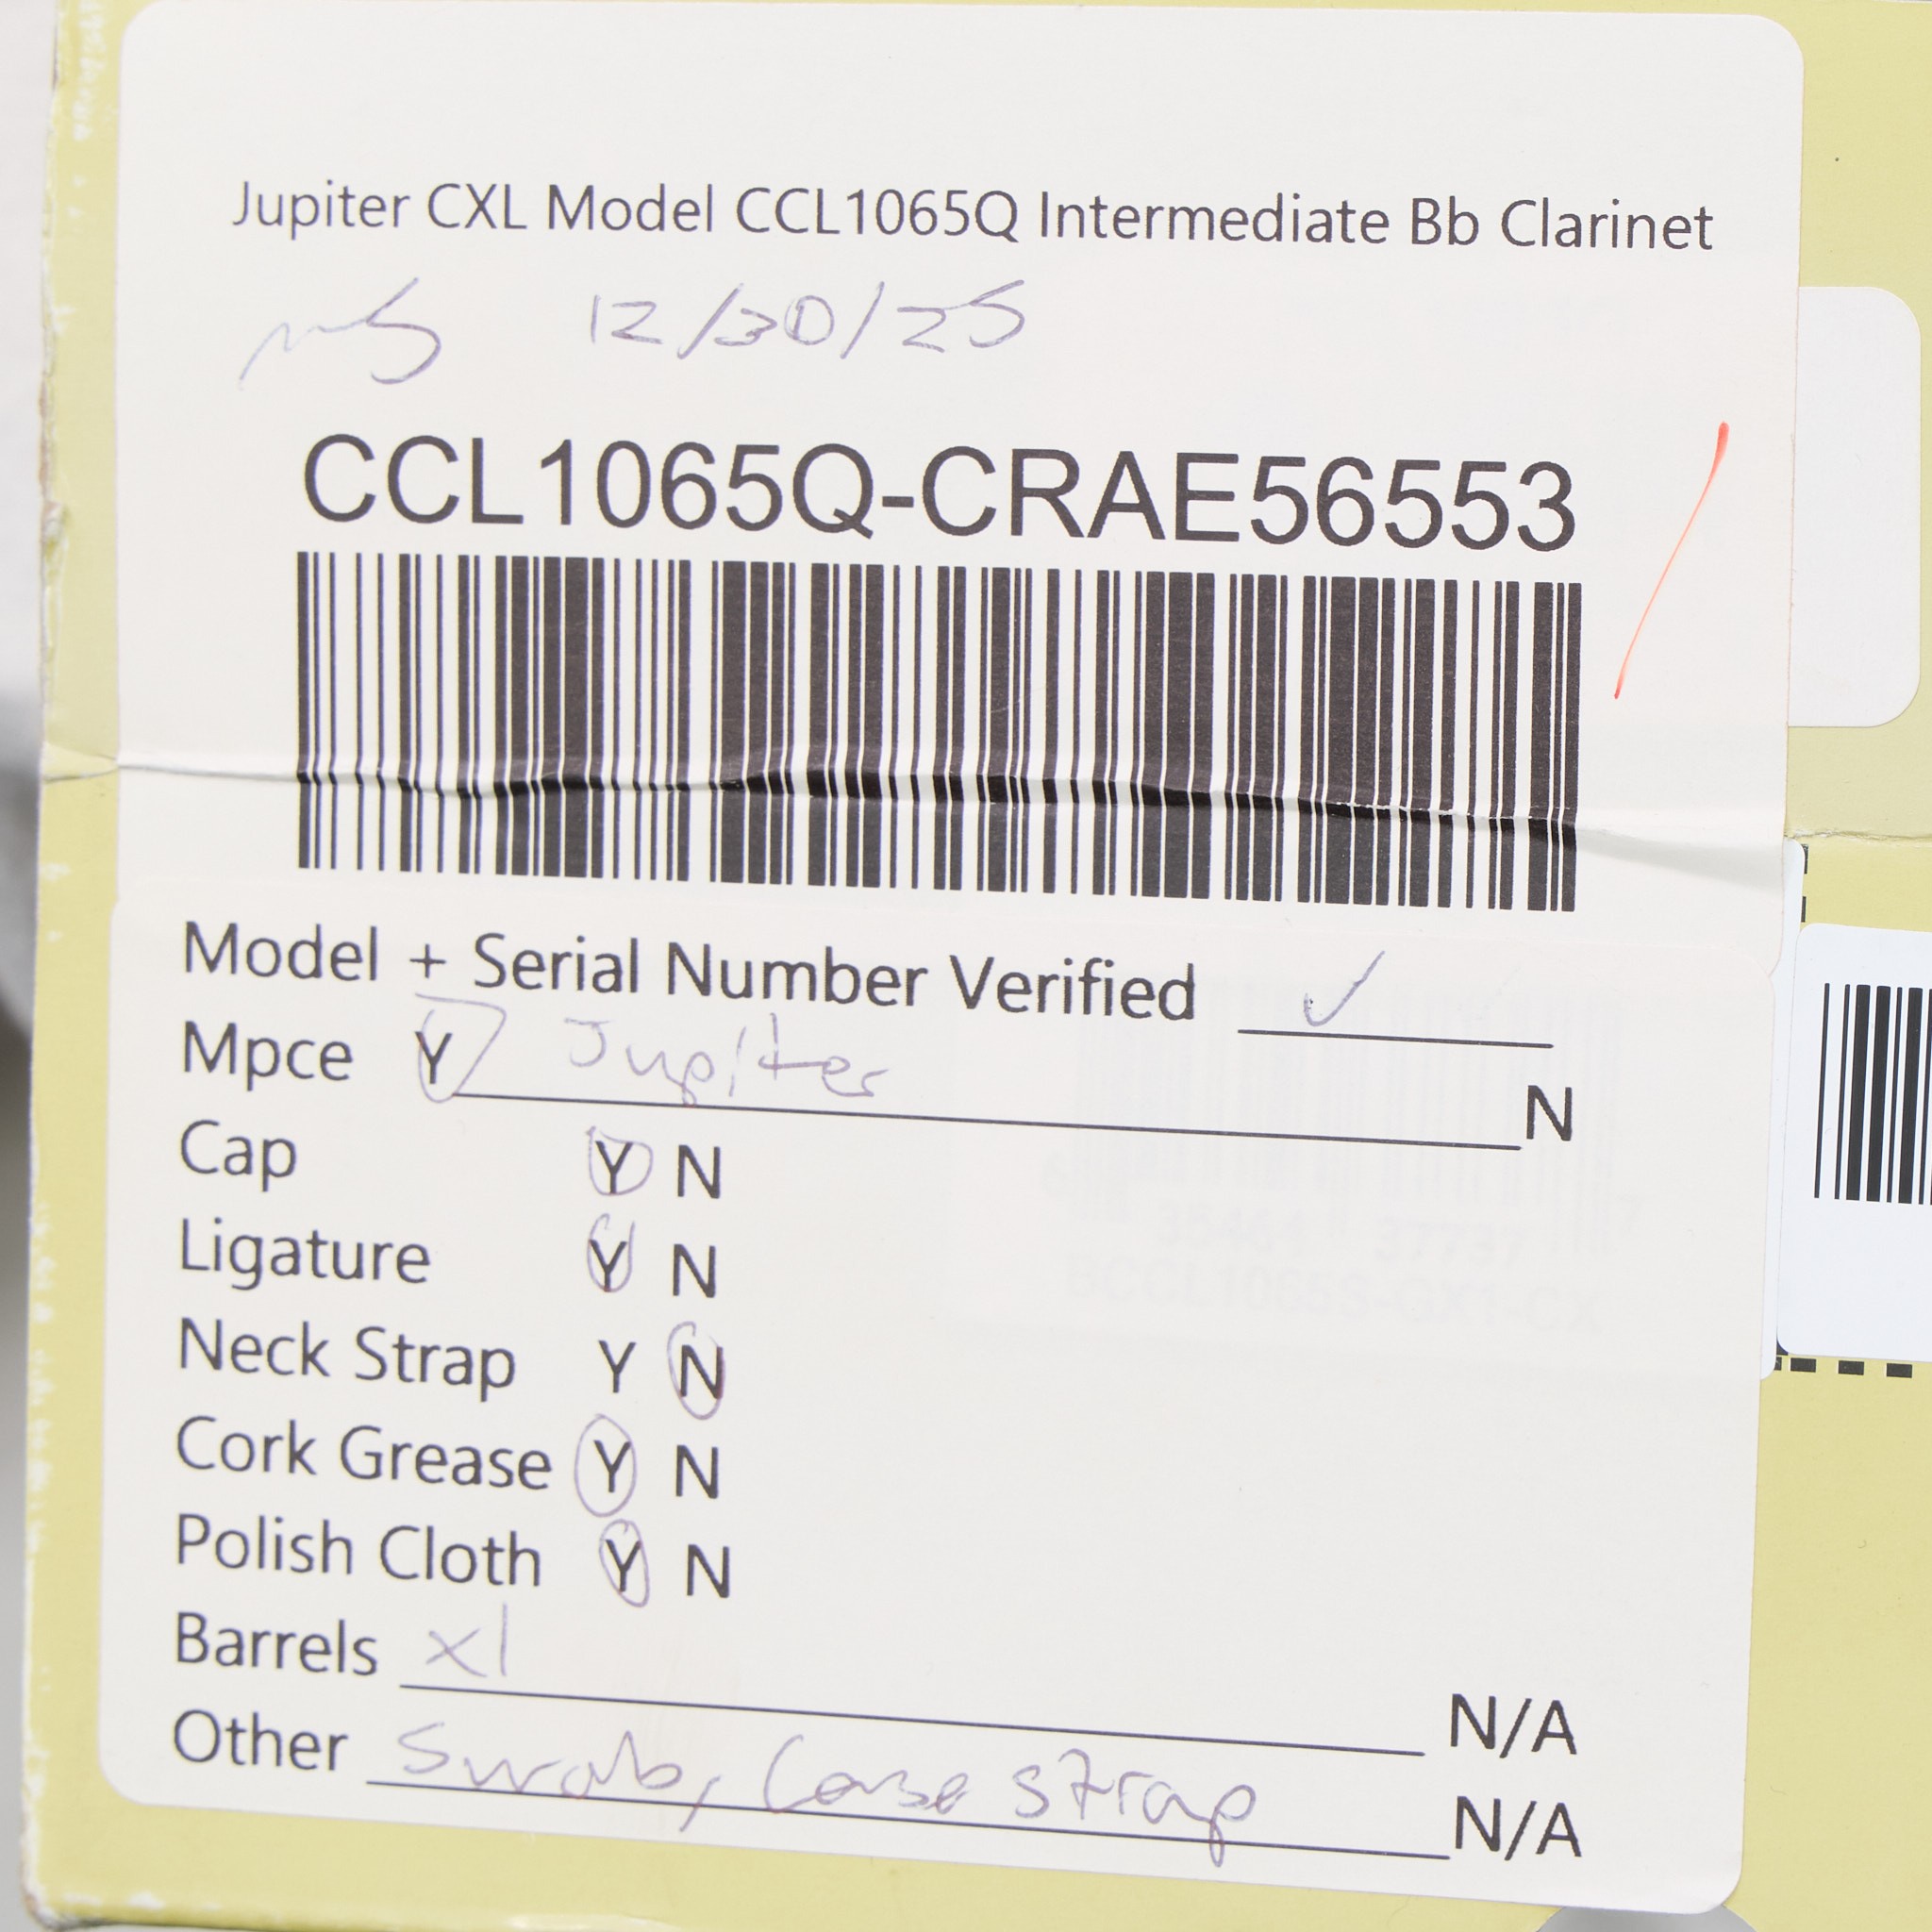 Jupiter CXL Model CCL1065Q Intermediate Bb Clarinet
12/30/25
CCL1065Q-CRAE56553
Model + Serial Number Verified ✓
Mpce Y Jupiter N
Cap Y N
Ligature Y N
Neck Strap Y N
Cork Grease Y N
Polish Cloth Y N
Barrels x1 N/A
Other Swab, Case strap N/A